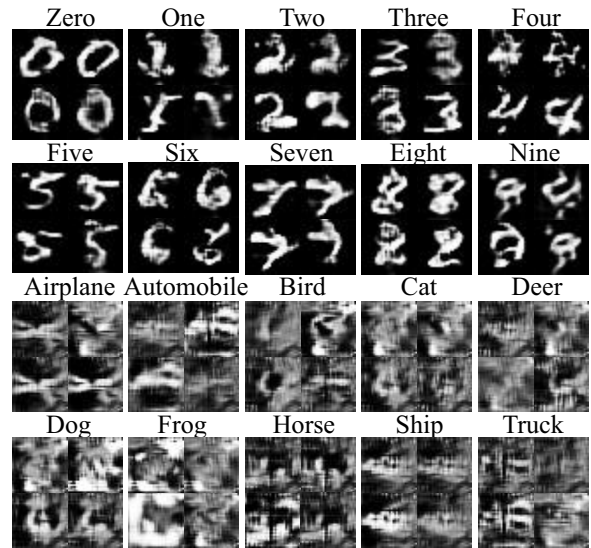 Zero One Two Three Four
Five Six Seven Eight Nine
Airplane Automobile Bird Cat Deer
Dog Frog Horse Ship Truck